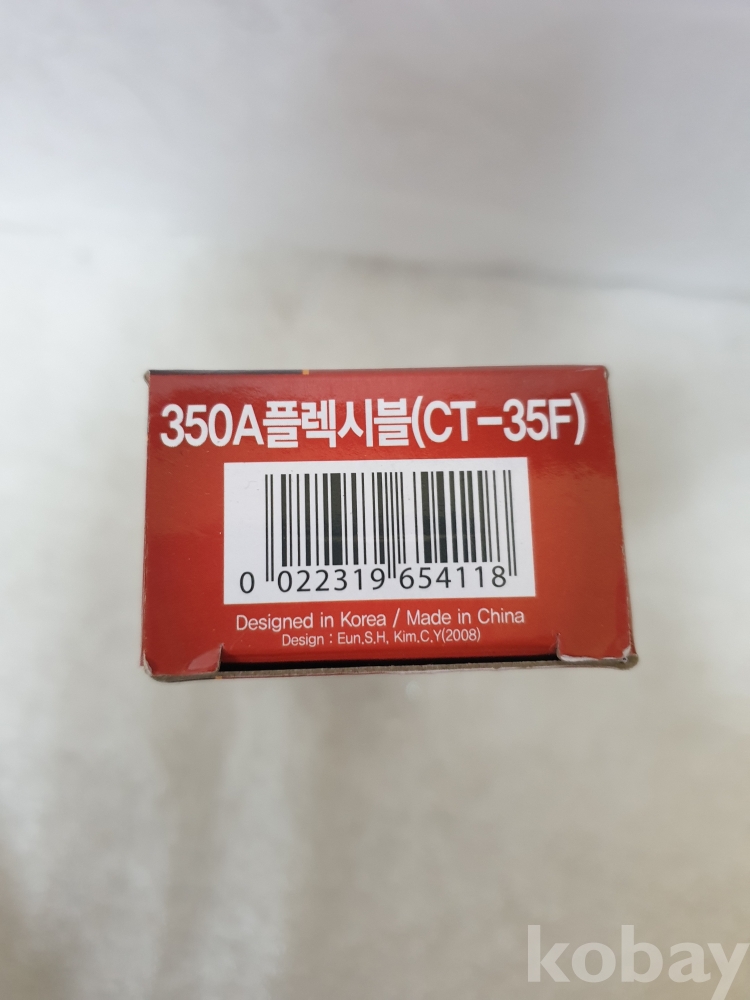 350A플렉시블(CT-35F)
0 022319 654118
Designed in Korea / Made in China
Design : Eun.S.H, Kim.C.Y(2008)
kobay